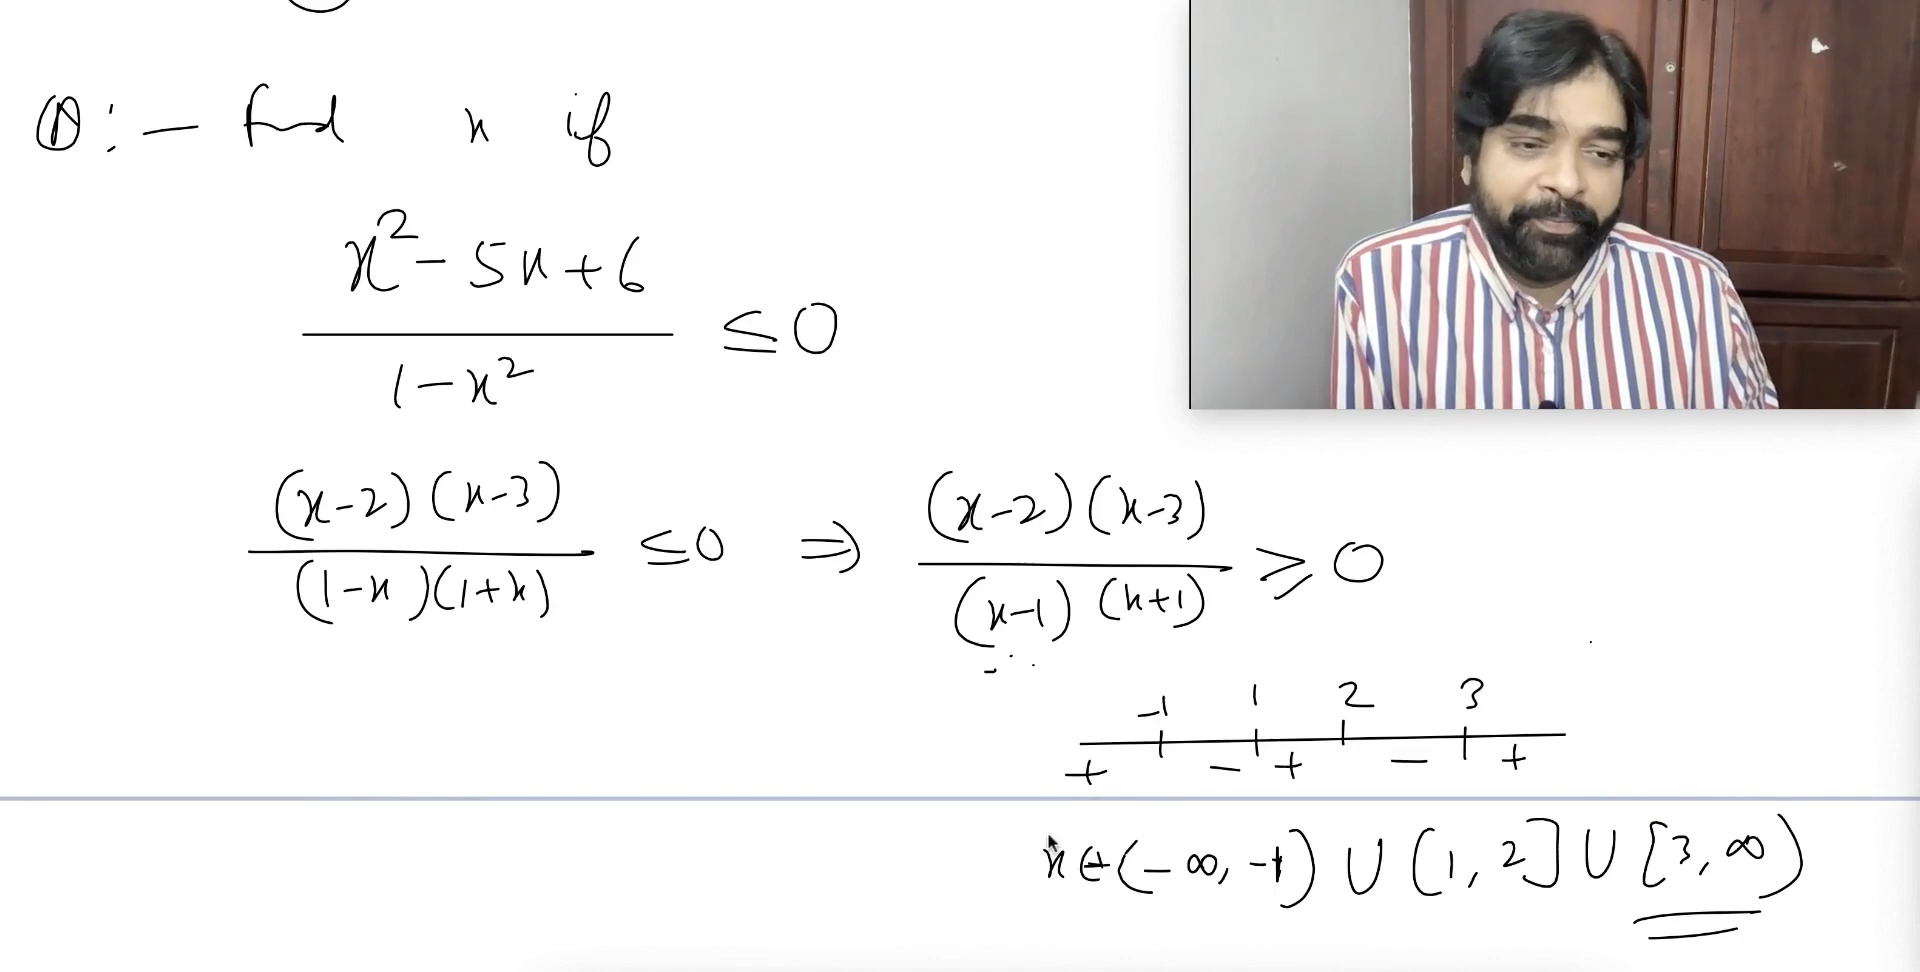 Q:— find x if
x² - 5x + 6
1 - x²
≤ 0
(x-2)(x-3)
(1-x)(1+x)
≤ 0 ⇒
(x-2)(x-3)
(x-1)(x+1)
≥ 0
-1 1 2 3
+ - + - +
x ∈ (-∞, -1) ∪ (1, 2] ∪ [3, ∞)